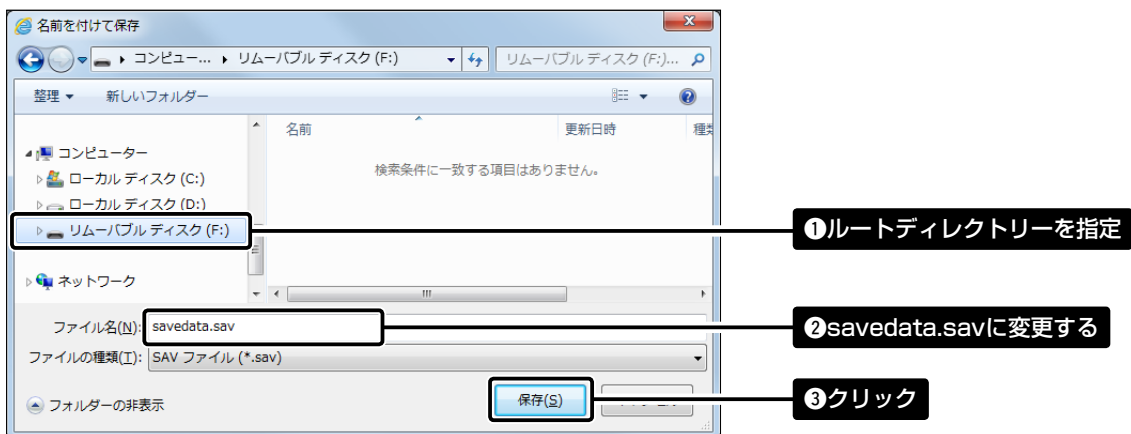 名前を付けて保存
コンピュー... リムーバブル ディスク (F:)
リムーバブル ディスク (F:)...
整理 新しいフォルダー
名前 更新日時
検索条件に一致する項目はありません。
コンピューター
ローカル ディスク (C:)
ローカル ディスク (D:)
リムーバブル ディスク (F:)
ネットワーク
❶ルートディレクトリーを指定
ファイル名(N): savedata.sav
❷savedata.savに変更する
ファイルの種類(T): SAV ファイル (*.sav)
フォルダーの非表示
保存(S)
❸クリック